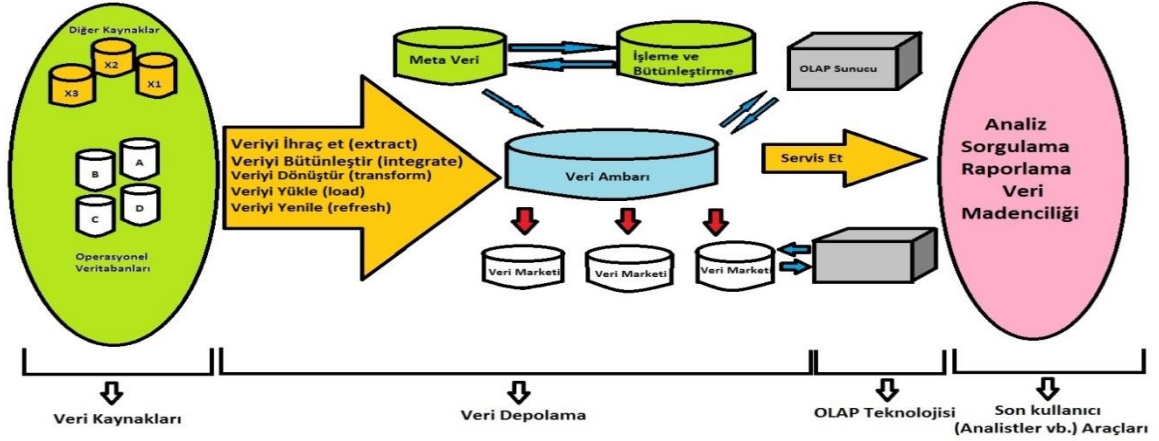 Diğer Kaynaklar
X2
X3
X1
A
B
C
D
Operasyonel
Veritabanları
Veriyi İhraç et (extract)
Veriyi Bütünleştir (integrate)
Veriyi Dönüştür (transform)
Veriyi Yükle (load)
Veriyi Yenile (refresh)
Meta Veri
İşleme ve
Bütünleştirme
OLAP Sunucu
Veri Ambarı
Servis Et
Veri Marketi
Veri Marketi
Veri Marketi
Analiz
Sorgulama
Raporlama
Veri
Madenciliği
Veri Kaynakları
Veri Depolama
OLAP Teknolojisi
Son kullanıcı
(Analistler vb.) Araçları